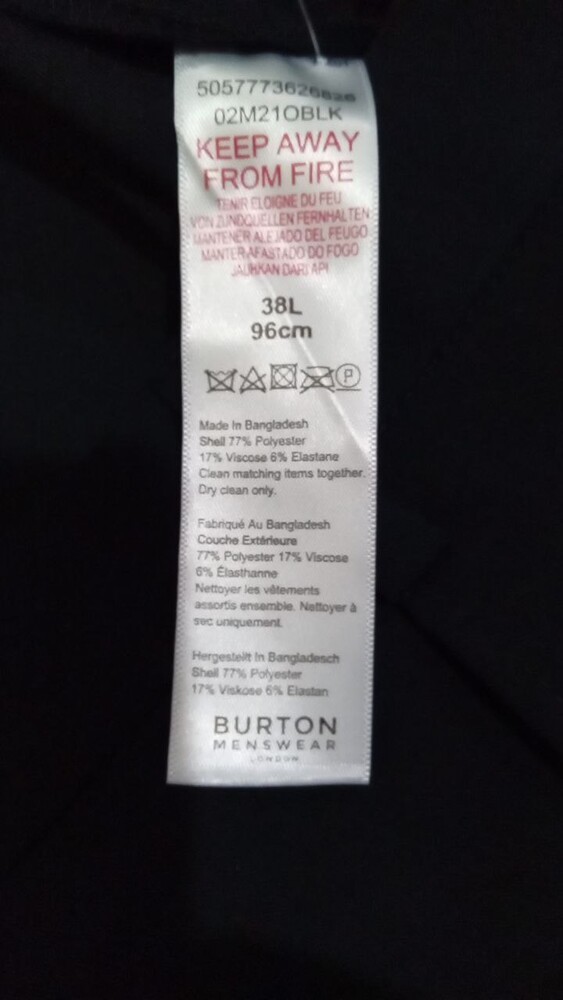 5057773626826
02M21OBLK
KEEP AWAY
FROM FIRE
TENIR ELOIGNE DU FEU
VON ZUNDQUELLEN FERNHALTEN
MANTENER ALEJADO DEL FEUGO
MANTER AFASTADO DO FOGO
JAUHKAN DARI API
38L
96cm
P
Made In Bangladesh
Shell 77% Polyester
17% Viscose 6% Elastane
Clean matching items together.
Dry clean only.
Fabriqué Au Bangladesh
Couche Extérieure
77% Polyester 17% Viscose
6% Élasthanne
Nettoyer les vêtements
assortis ensemble. Nettoyer à
sec uniquement.
Hergestellt In Bangladesch
Shell 77% Polyester
17% Viskose 6% Elastan
BURTON
MENSWEAR
LONDON